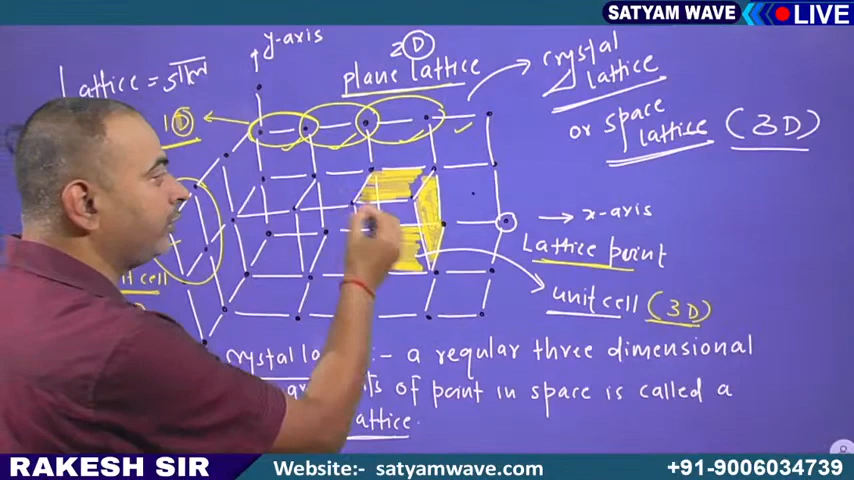 SATYAM WAVE
LIVE
y-axis
2D
plane lattice
crystal
lattice
or space
lattice (3D)
Lattice =
1D
→ x-axis
Lattice point
unit cell (3D)
cell
:- a regular three dimensional
of point in space is called a
RAKESH SIR
Website:- satyamwave.com
+91-9006034739